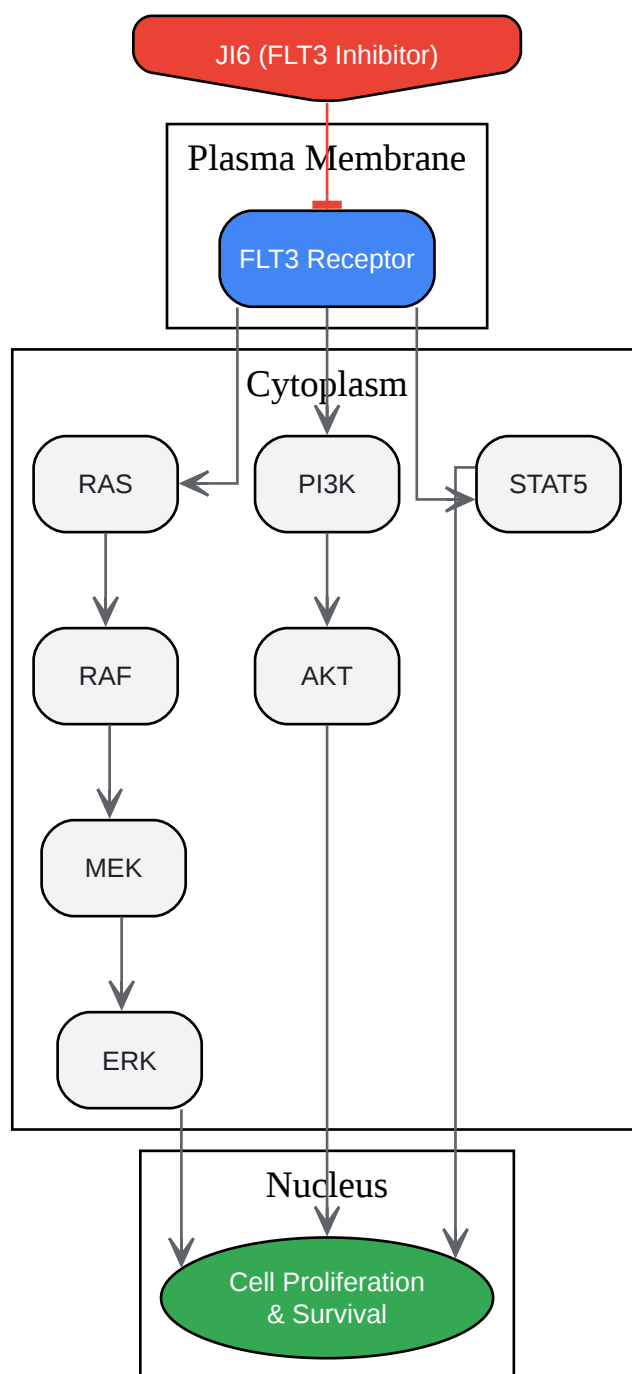 JI6 (FLT3 Inhibitor)
Plasma Membrane
FLT3 Receptor
Cytoplasm
RAS
PI3K
STAT5
RAF
AKT
MEK
ERK
Nucleus
Cell Proliferation
& Survival